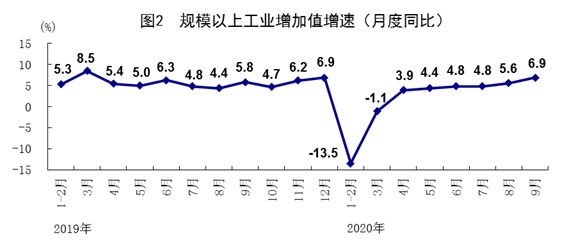 图2 规模以上工业增加值增速（月度同比）
(%)
15
10
5
0
-5
-10
-15
5.3
8.5
5.4
5.0
6.3
4.8
4.4
5.8
4.7
6.2
6.9
-13.5
-1.1
3.9
4.4
4.8
4.8
5.6
6.9
1-2月
3月
4月
5月
6月
7月
8月
9月
10月
11月
12月
1-2月
3月
4月
5月
6月
7月
8月
9月
2019年
2020年